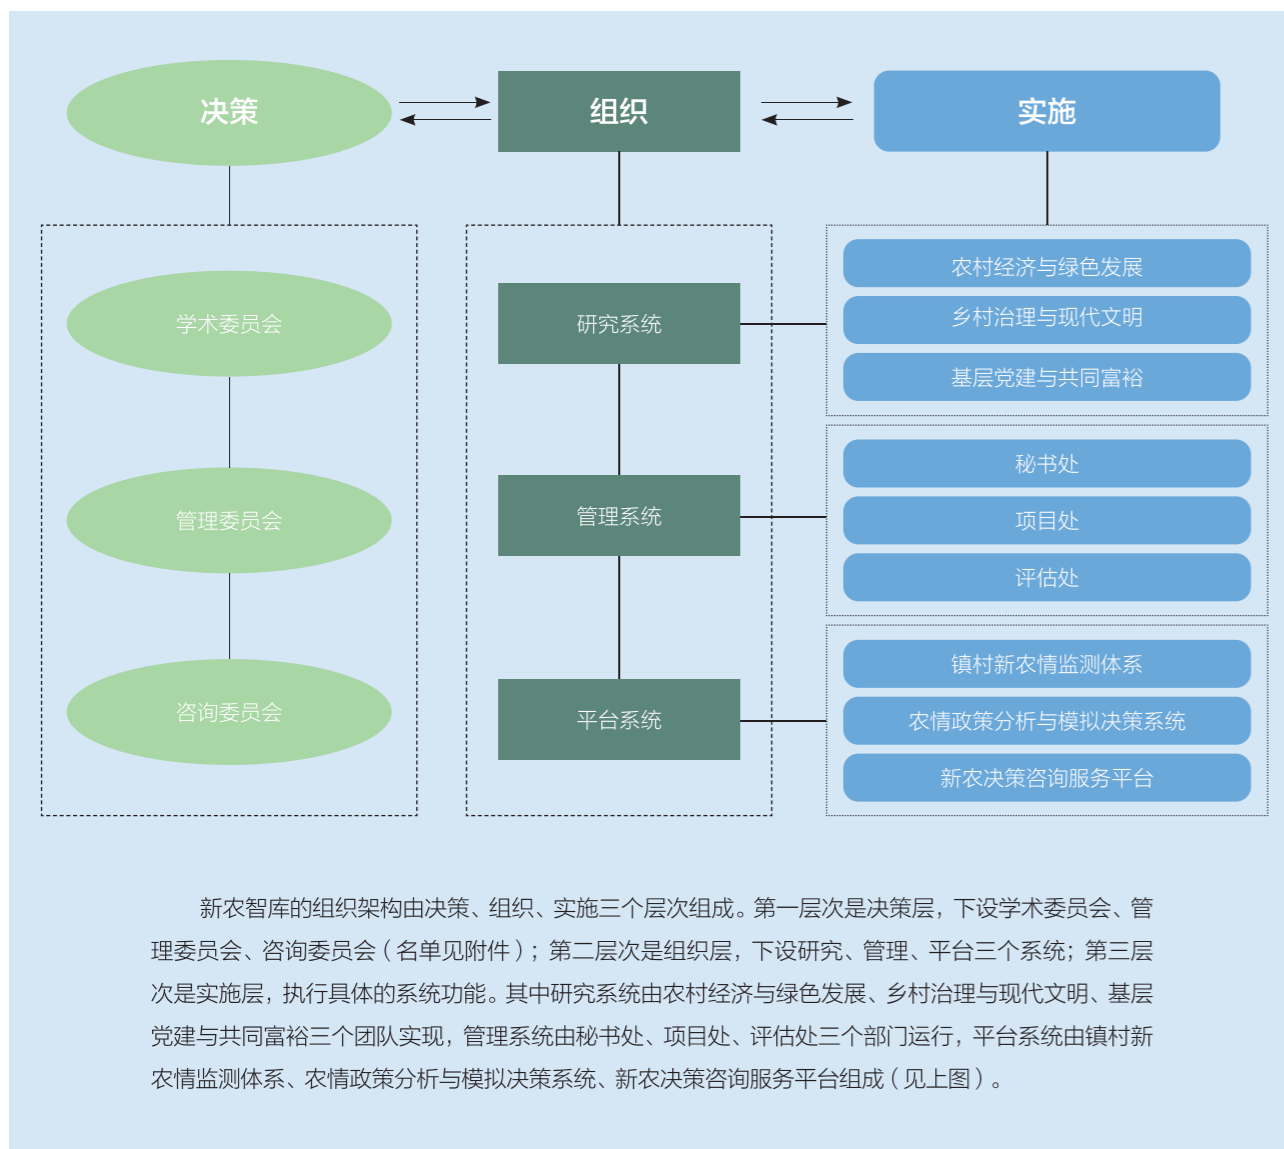 决策
组织
实施
学术委员会
管理委员会
咨询委员会
研究系统
管理系统
平台系统
农村经济与绿色发展
乡村治理与现代文明
基层党建与共同富裕
秘书处
项目处
评估处
镇村新农情监测体系
农情政策分析与模拟决策系统
新农决策咨询服务平台
新农智库的组织架构由决策、组织、实施三个层次组成。第一层次是决策层，下设学术委员会、管
理委员会、咨询委员会（名单见附件）；第二层次是组织层，下设研究、管理、平台三个系统；第三层
次是实施层，执行具体的系统功能。其中研究系统由农村经济与绿色发展、乡村治理与现代文明、基层
党建与共同富裕三个团队实现，管理系统由秘书处、项目处、评估处三个部门运行，平台系统由镇村新
农情监测体系、农情政策分析与模拟决策系统、新农决策咨询服务平台组成（见上图）。